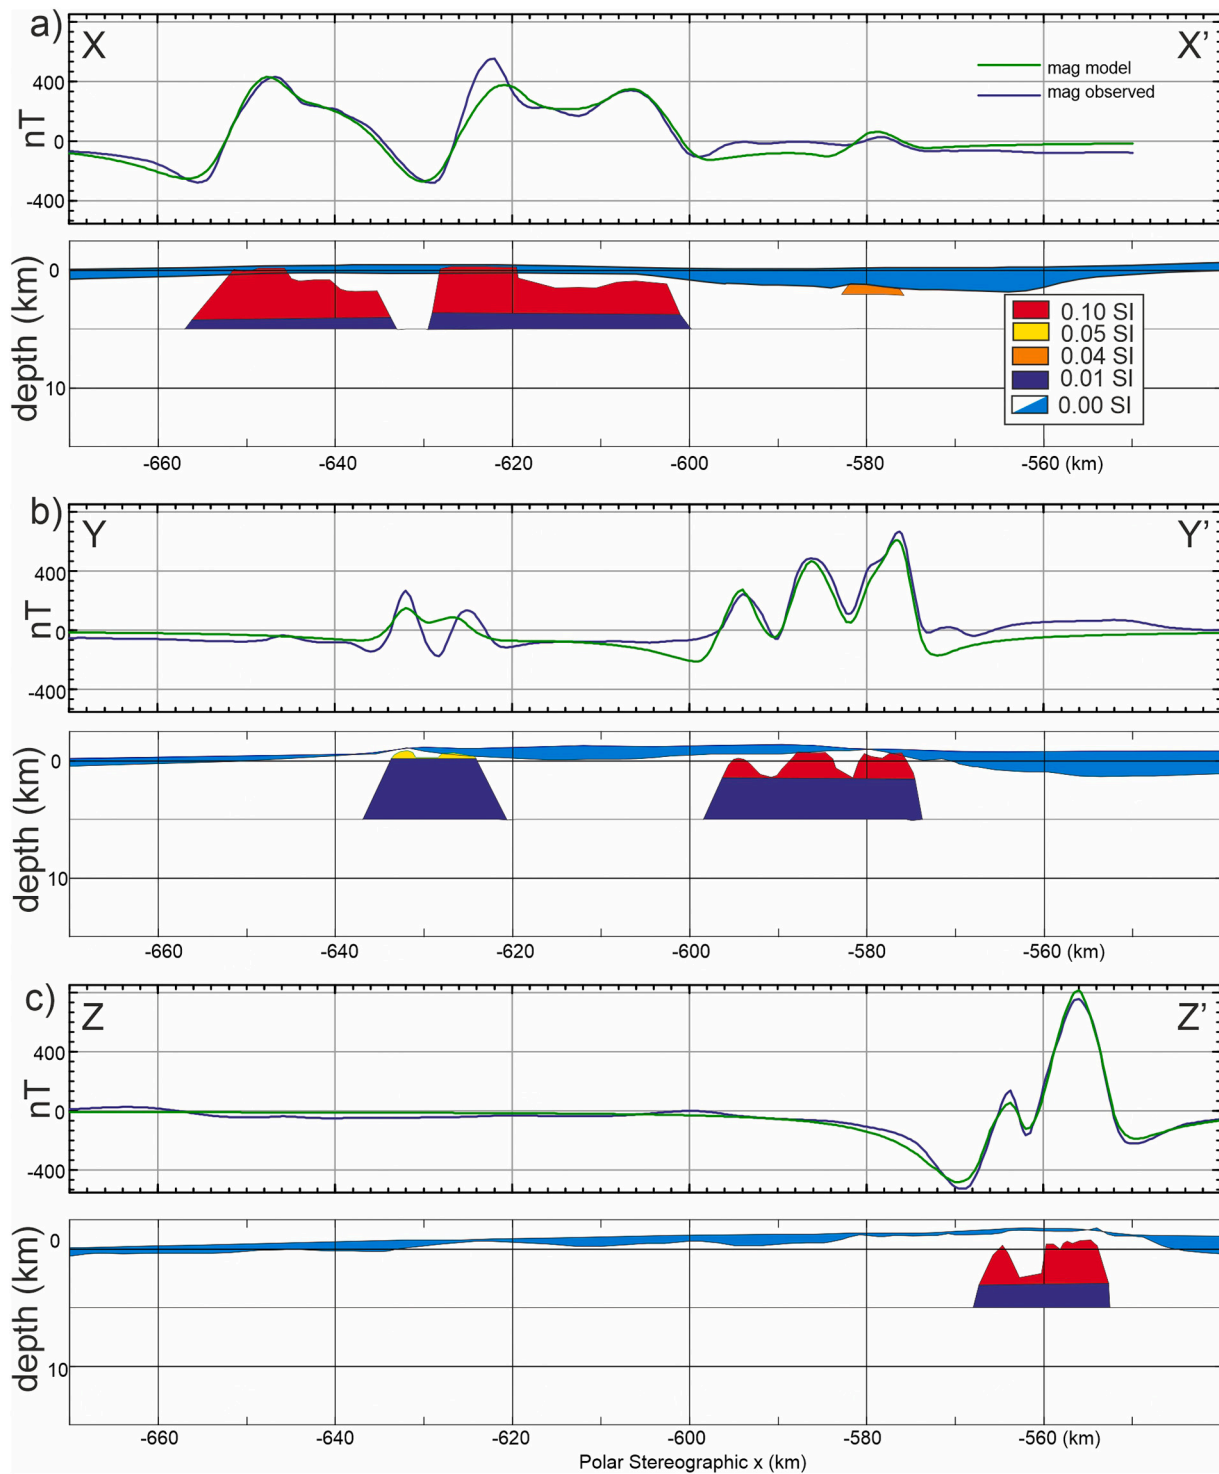 a)
X
X'
mag model
mag observed
nT
400
0
-400
depth (km)
0
10
0.10 SI
0.05 SI
0.04 SI
0.01 SI
0.00 SI
-660
-640
-620
-600
-580
-560 (km)
b)
Y
Y'
nT
400
0
-400
depth (km)
0
10
-660
-640
-620
-600
-580
-560 (km)
c)
Z
Z'
nT
400
0
-400
depth (km)
0
10
-660
-640
-620
-600
-580
-560 (km)
Polar Stereographic x (km)